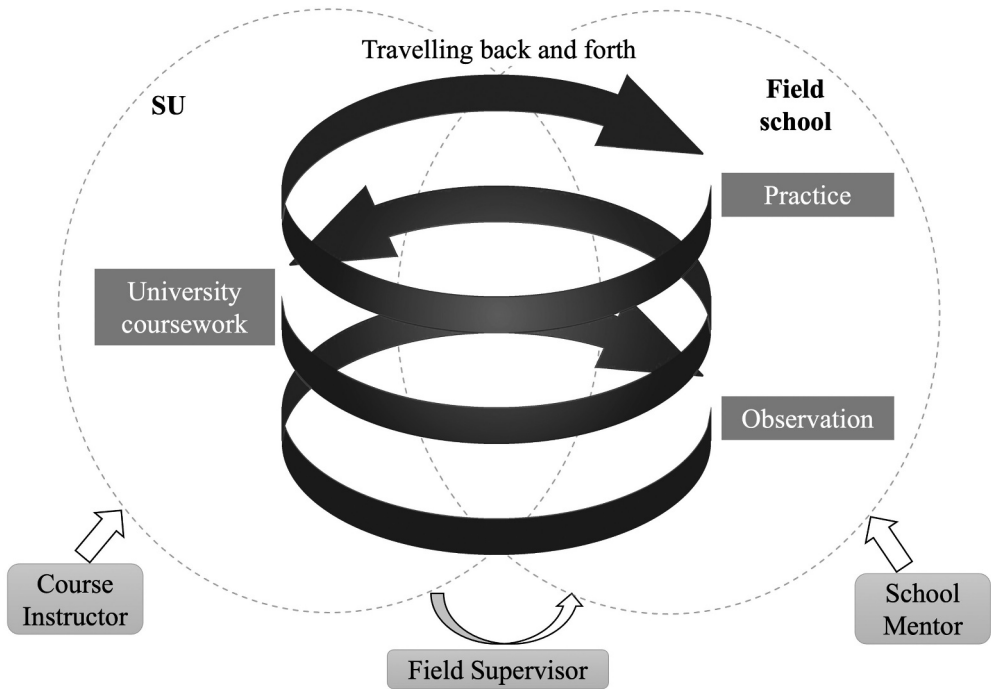 Travelling back and forth
SU
Field
school
Practice
University
coursework
Observation
Course
Instructor
School
Mentor
Field Supervisor